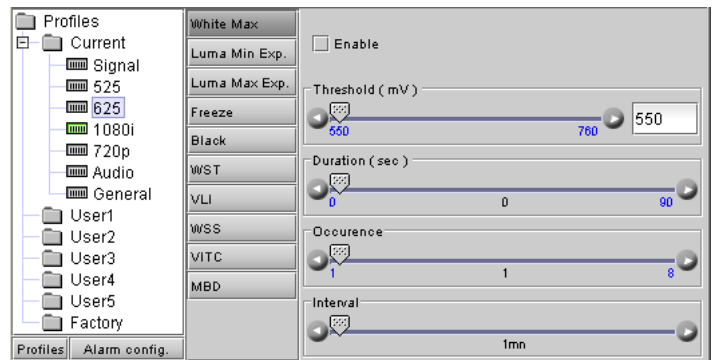 Profiles
Current
Signal
525
625
1080i
720p
Audio
General
User1
User2
User3
User4
User5
Factory
Profiles
Alarm config.
White Max
Luma Min Exp.
Luma Max Exp.
Freeze
Black
WST
VLI
WSS
VITC
MBD
Enable
Threshold ( mV )
550 760
550
Duration ( sec )
0 0 90
Occurence
1 1 8
Interval
1mn